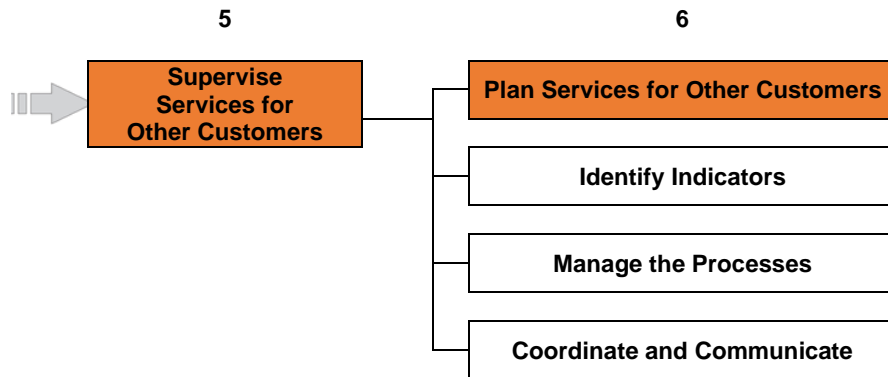 5
6
Supervise
Services for
Other Customers
Plan Services for Other Customers
Identify Indicators
Manage the Processes
Coordinate and Communicate